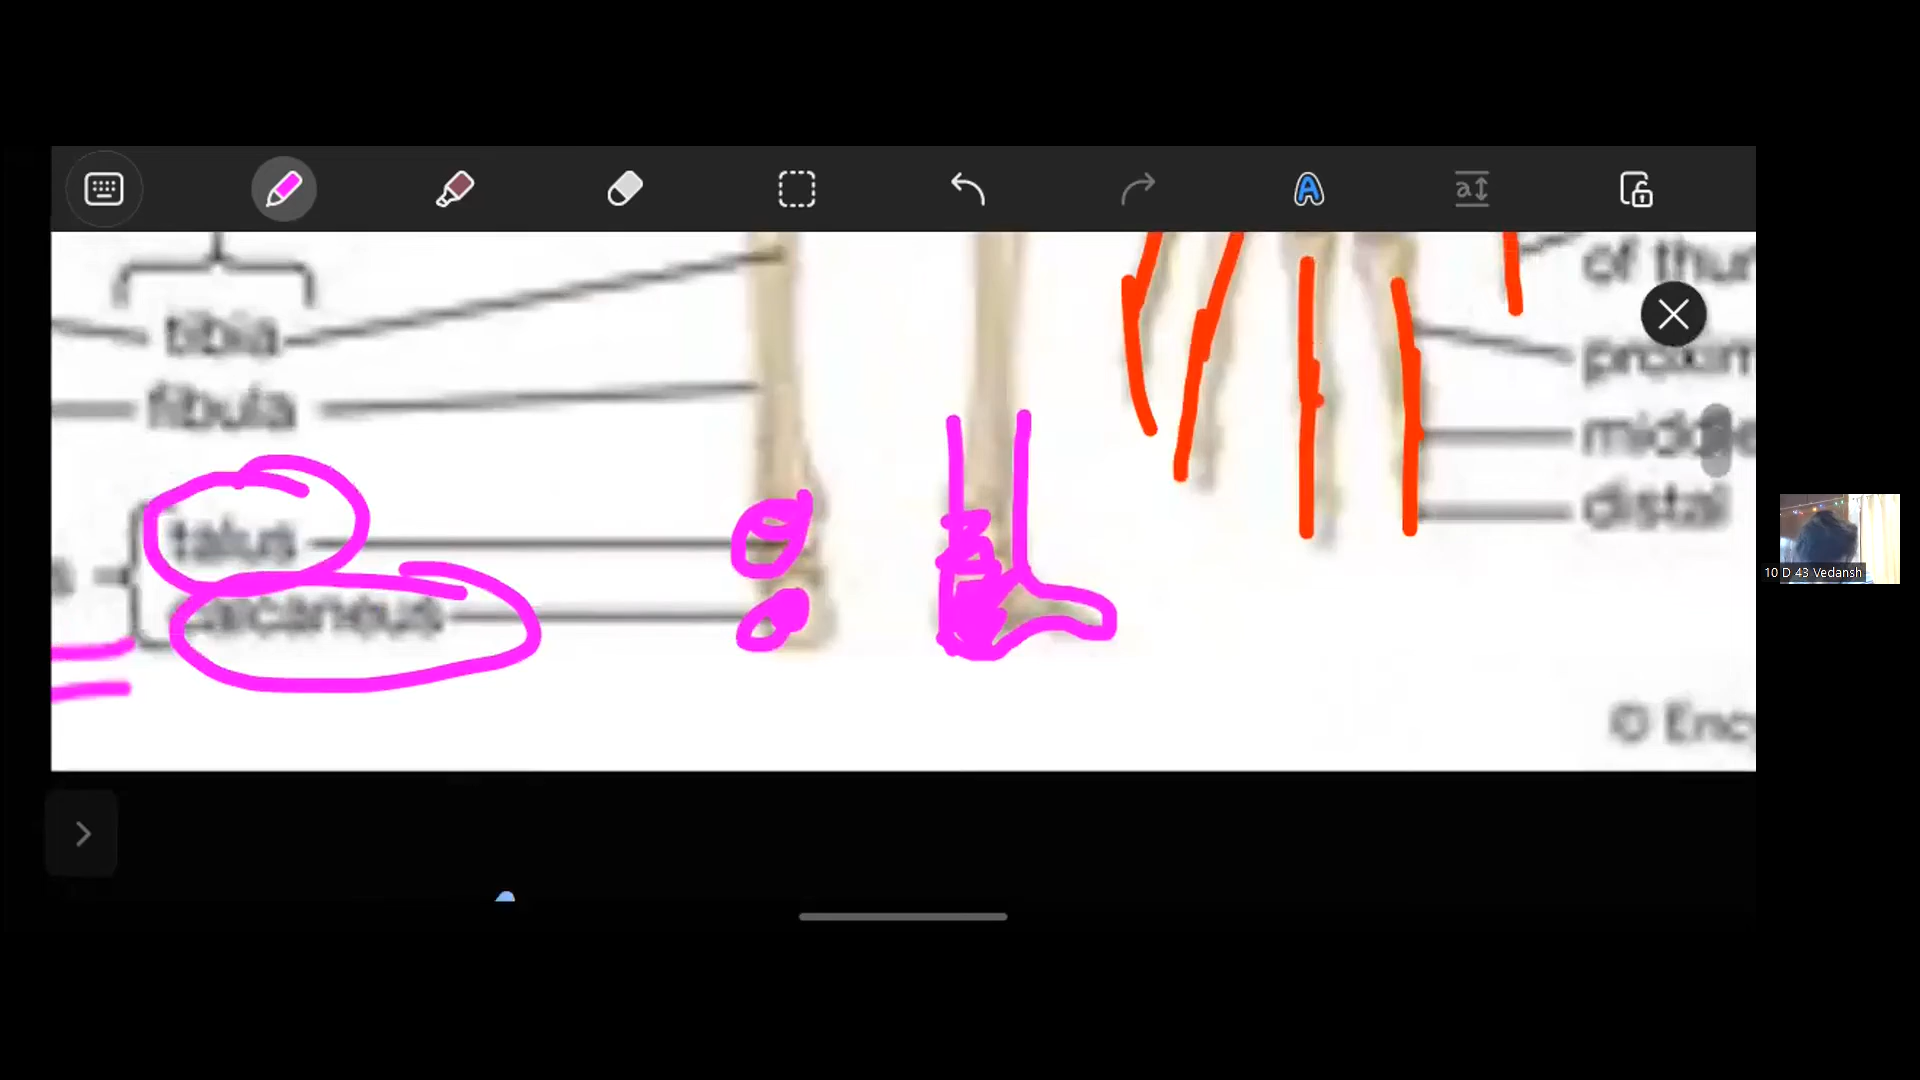 of thu
tibia
proxim
fibula
middle
distal
talus
calcaneus
10 D 43 Vedansh
© Enc